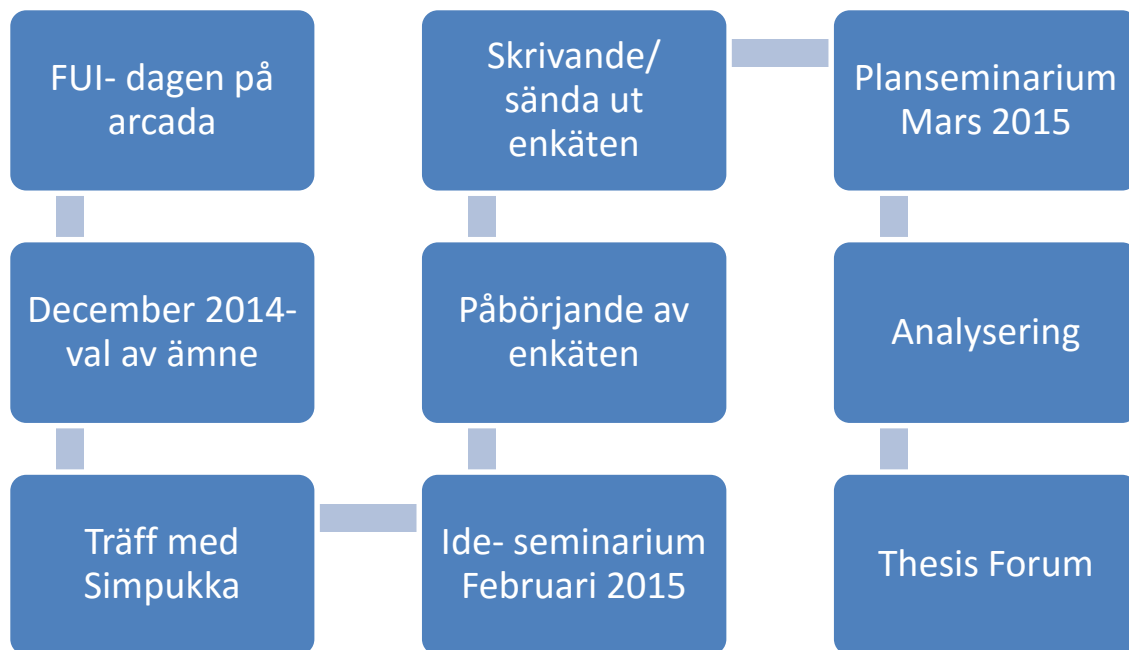 FUI- dagen på
arcada
December 2014-
val av ämne
Träff med
Simpukka
Ide- seminarium
Februari 2015
Påbörjande av
enkäten
Skrivande/
sända ut
enkäten
Planseminarium
Mars 2015
Analysering
Thesis Forum